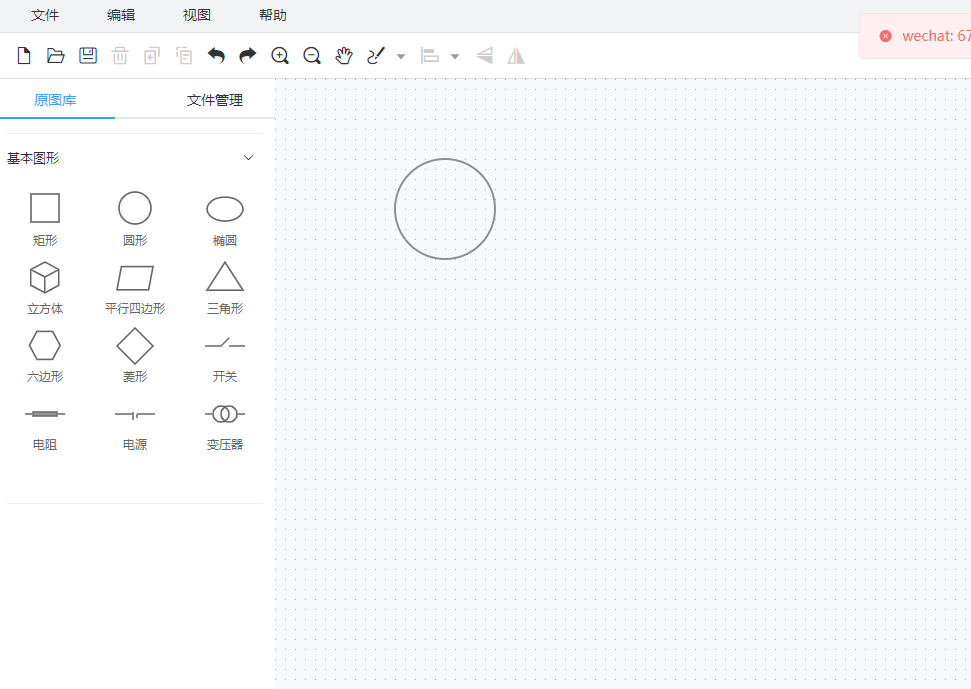 文件 编辑 视图 帮助
wechat: 67
原图库 文件管理
基本图形
矩形 圆形 椭圆
立方体 平行四边形 三角形
六边形 菱形 开关
电阻 电源 变压器